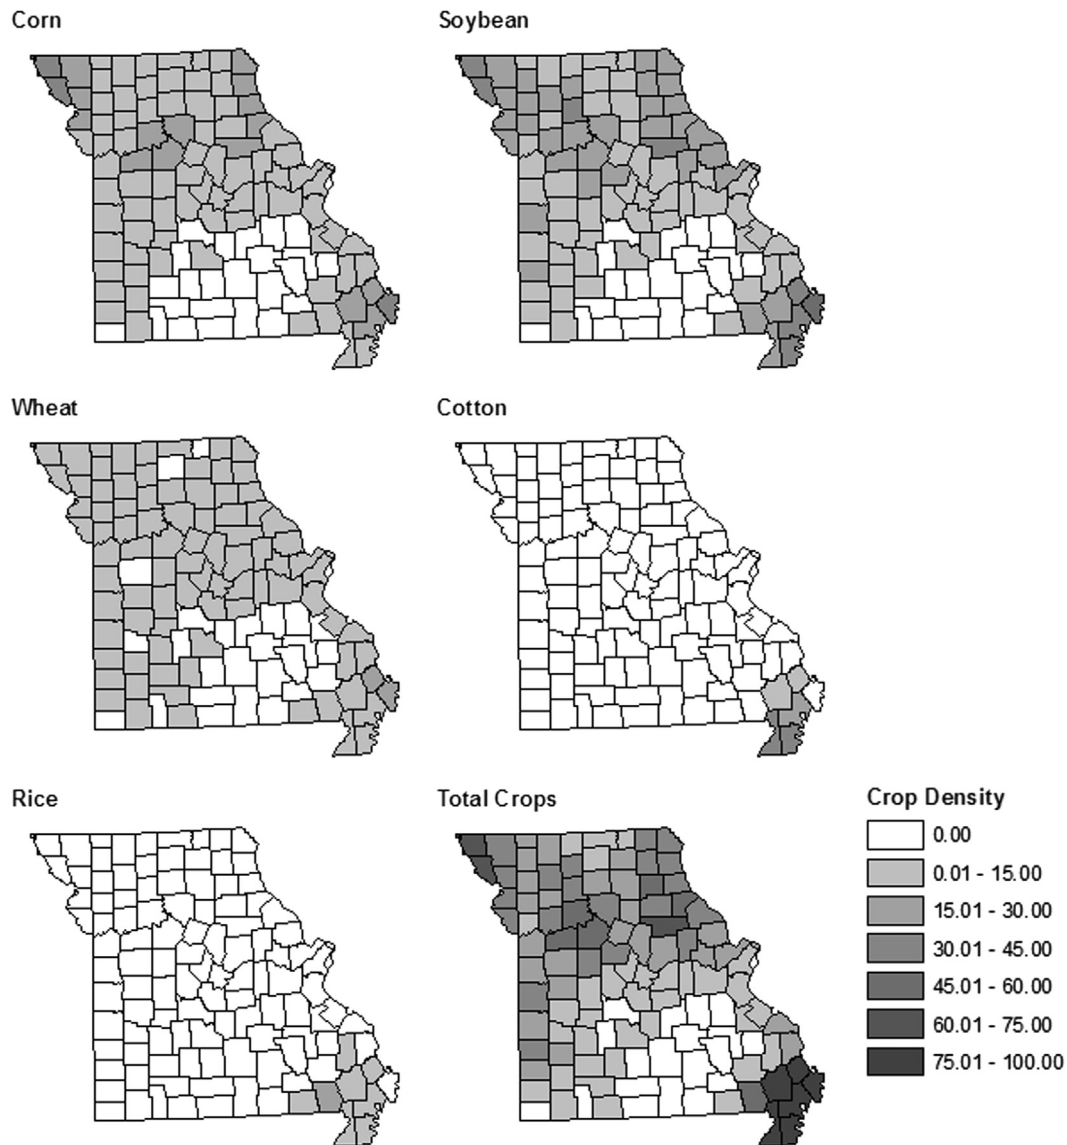 Corn
Soybean
Wheat
Cotton
Rice
Total Crops
Crop Density
0.00
0.01 - 15.00
15.01 - 30.00
30.01 - 45.00
45.01 - 60.00
60.01 - 75.00
75.01 - 100.00